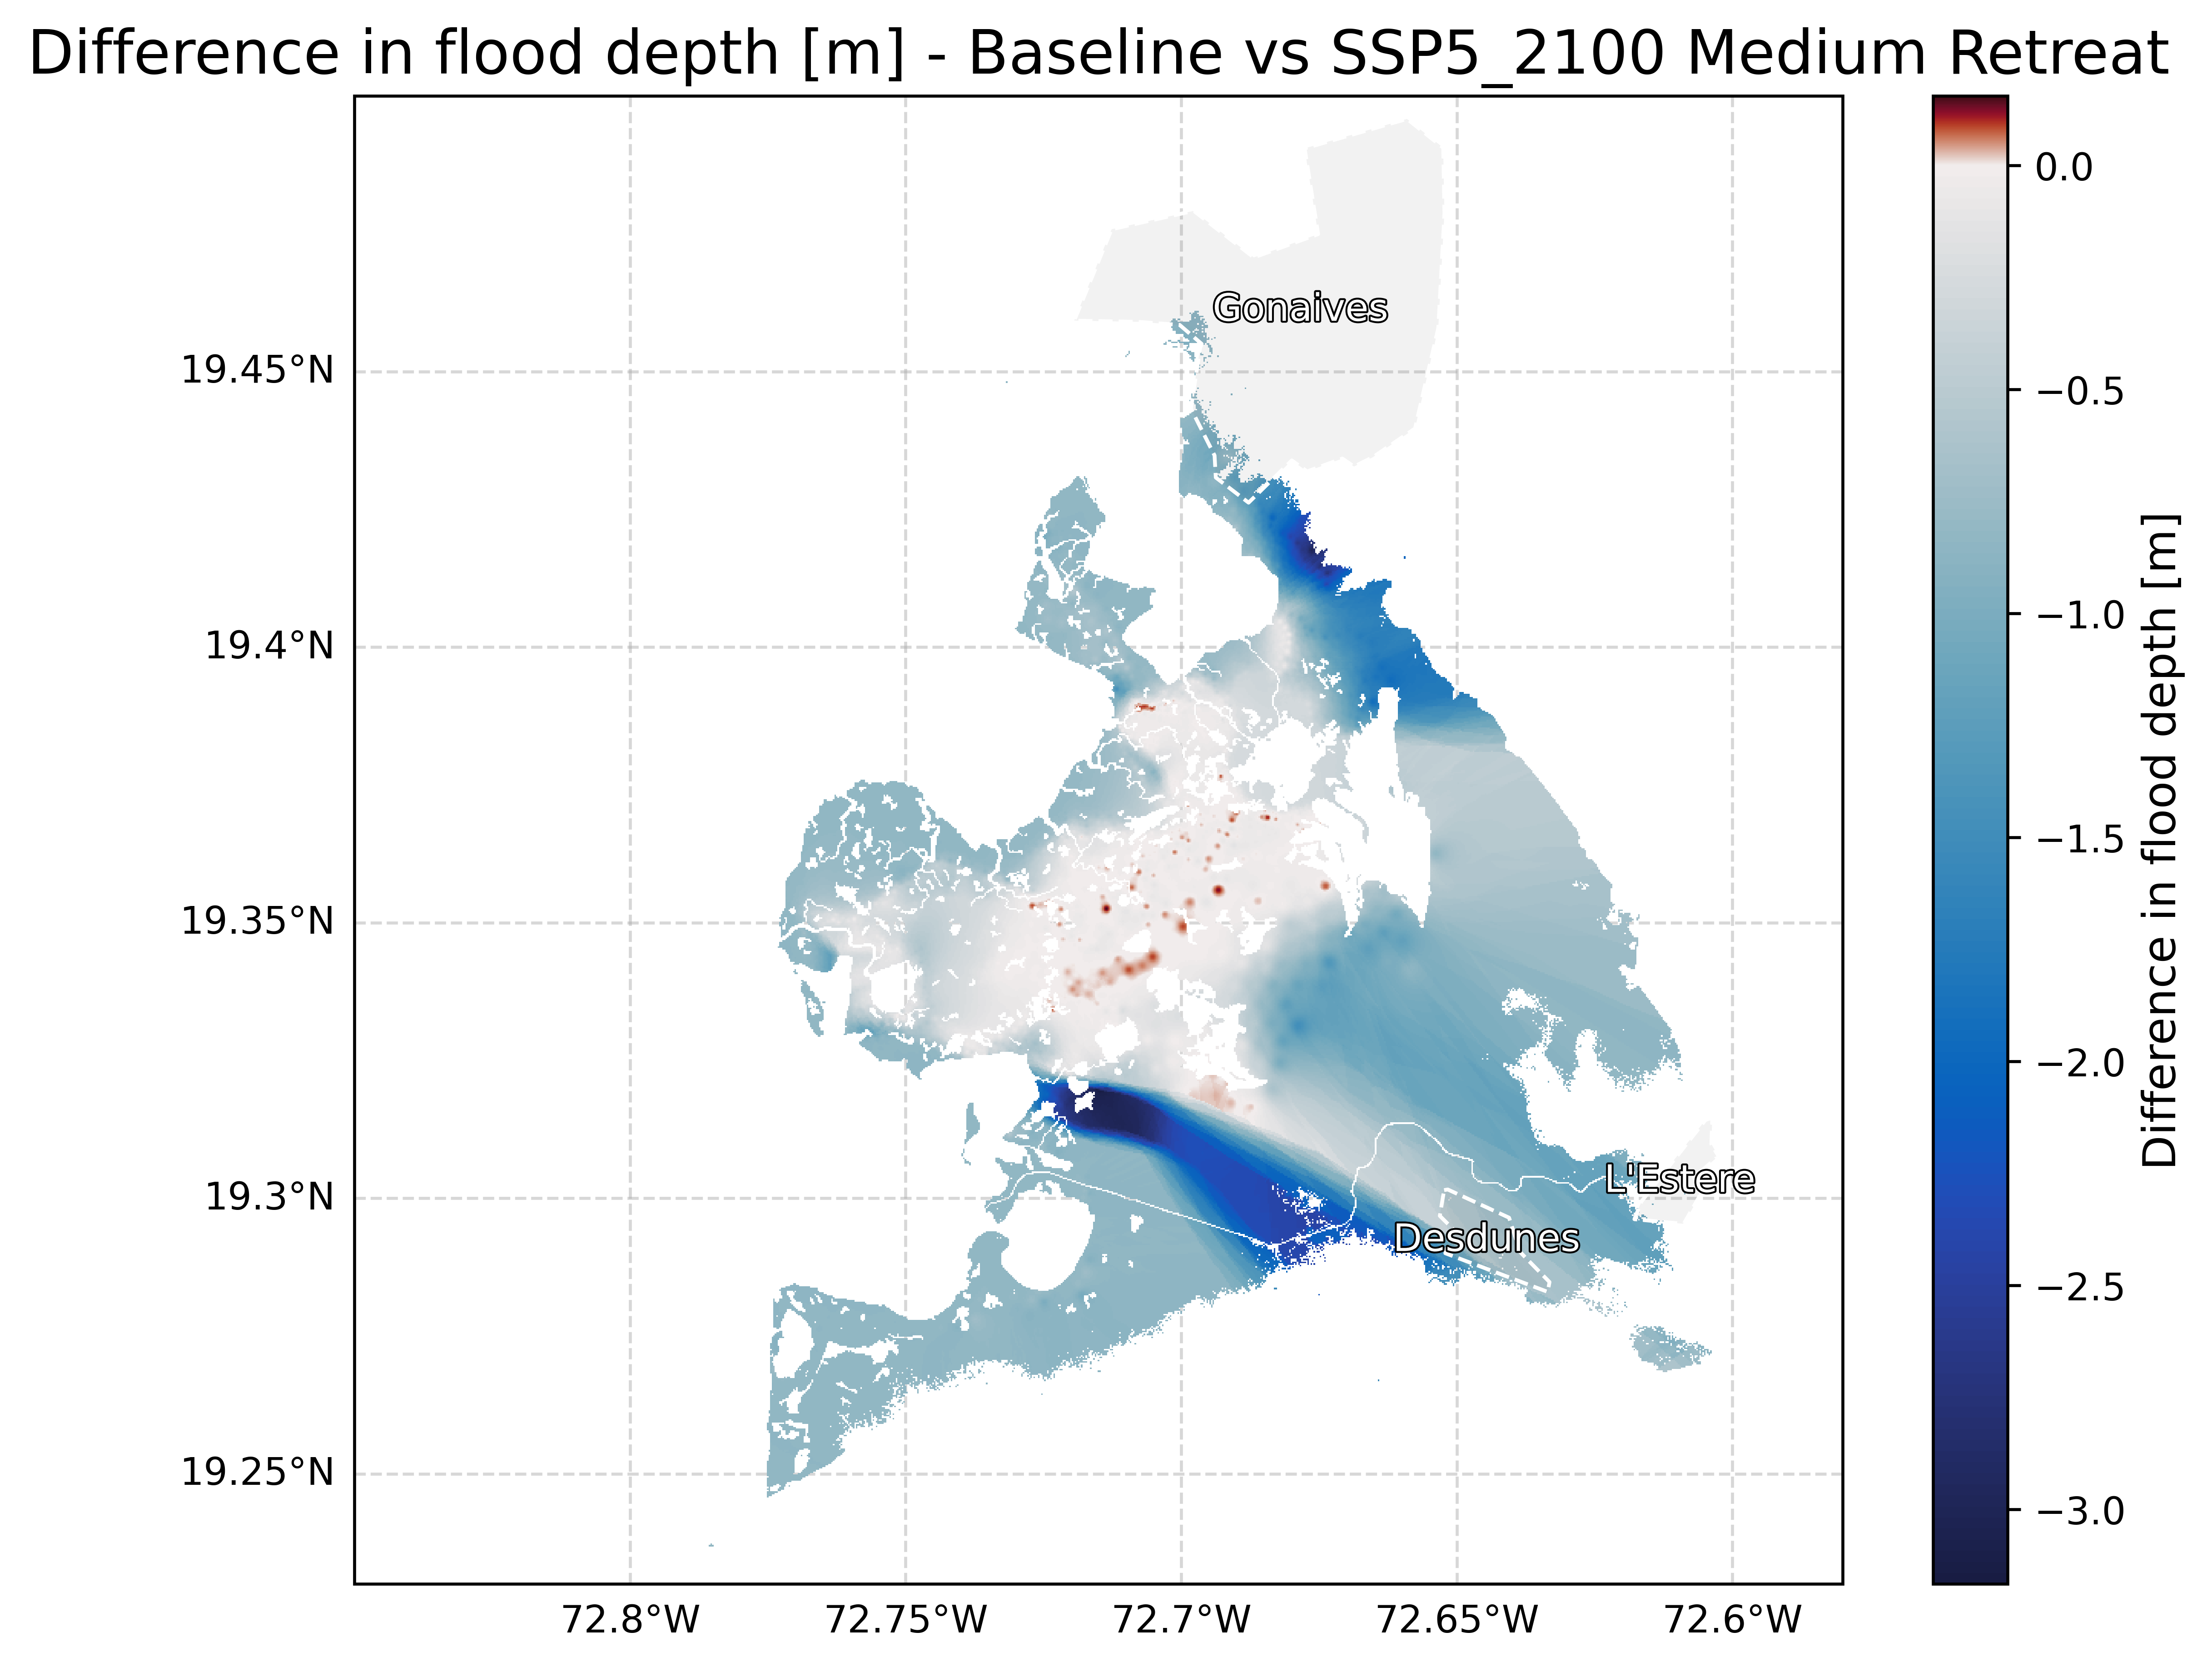 Difference in flood depth [m] - Baseline vs SSP5_2100 Medium Retreat
Gonaives
L'Estere
Desdunes
19.45°N
19.4°N
19.35°N
19.3°N
19.25°N
72.8°W
72.75°W
72.7°W
72.65°W
72.6°W
0.0
−0.5
−1.0
−1.5
−2.0
−2.5
−3.0
Difference in flood depth [m]